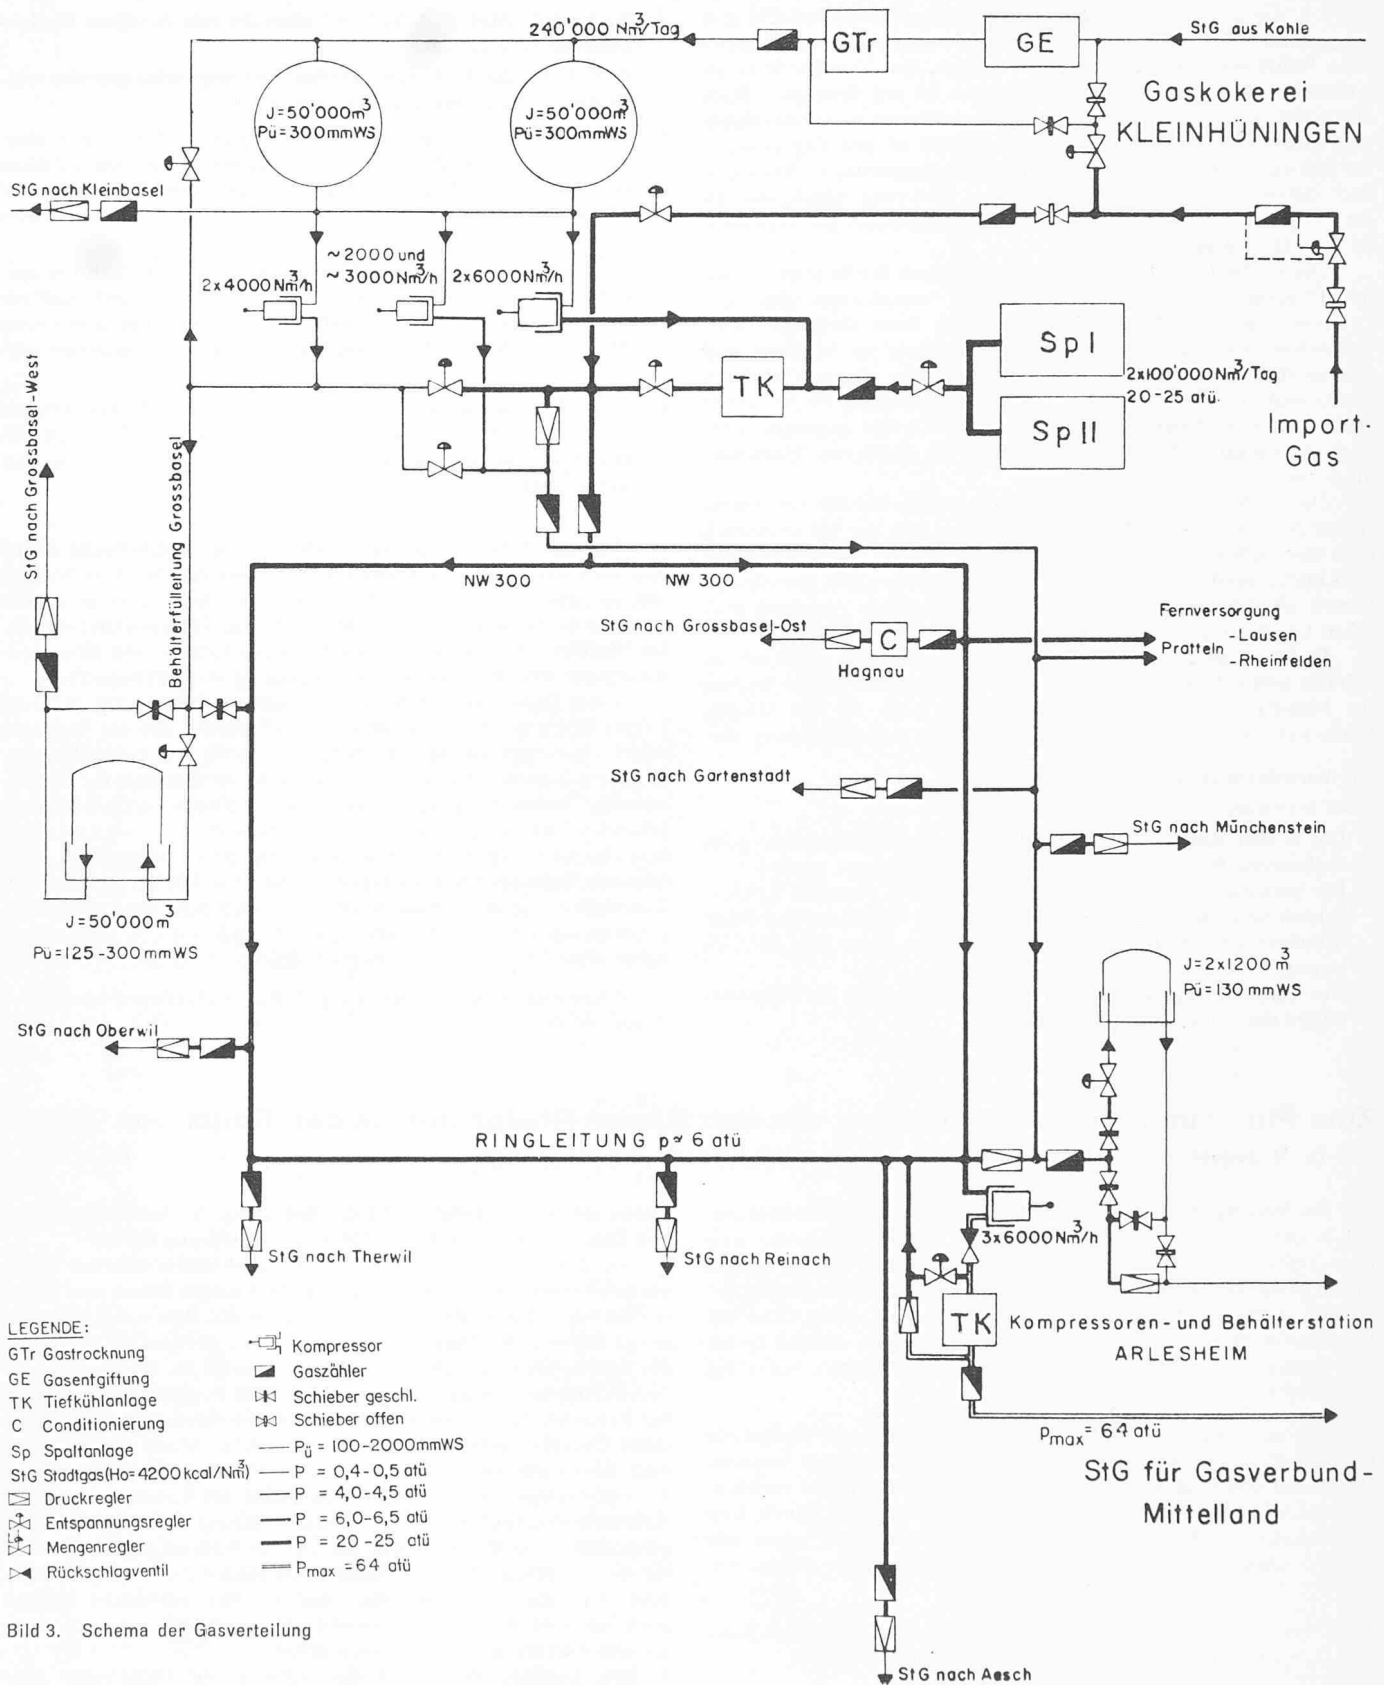 240'000 Nm³/Tag
GTr
GE
StG aus Kohle
Gaskokerei
KLEINHÜNINGEN
J=50'000m³
Pü=300mmWS
J=50'000m³
Pü=300mmWS
StG nach Kleinbasel
2x4000Nm³/h
~2000 und
~3000Nm³/h
2x6000Nm³/h
Sp I
Sp II
TK
2x100'000Nm³/Tag
20-25 atü.
Import-
Gas
StG nach Grossbasel-West
Behälterfülleitung Grossbasel
NW 300
NW 300
StG nach Grossbasel-Ost
C
Hagnau
Fernversorgung
-Lausen
Pratteln
-Rheinfelden
StG nach Gartenstadt
StG nach Münchenstein
J=50'000m³
Pü=125-300mmWS
J=2x1200m³
Pü=130mmWS
StG nach Oberwil
RINGLEITUNG p≈6 atü
StG nach Therwil
StG nach Reinach
3x6000Nm³/h
TK
Kompressoren- und Behälterstation
ARLESHEIM
pmax = 64 atü
StG für Gasverbund-
Mittelland
StG nach Aesch
LEGENDE:
GTr Gastrocknung
GE Gasentgiftung
TK Tiefkühlanlage
C Conditionierung
Sp Spaltanlage
StG Stadtgas(Ho=4200kcal/Nm³)
Druckregler
Entspannungsregler
Mengenregler
Rückschlagventil
Kompressor
Gaszähler
Schieber geschl.
Schieber offen
Pü = 100-2000mmWS
P = 0,4-0,5 atü
P = 4,0-4,5 atü
P = 6,0-6,5 atü
P = 20-25 atü
Pmax = 64 atü
Bild 3. Schema der Gasverteilung